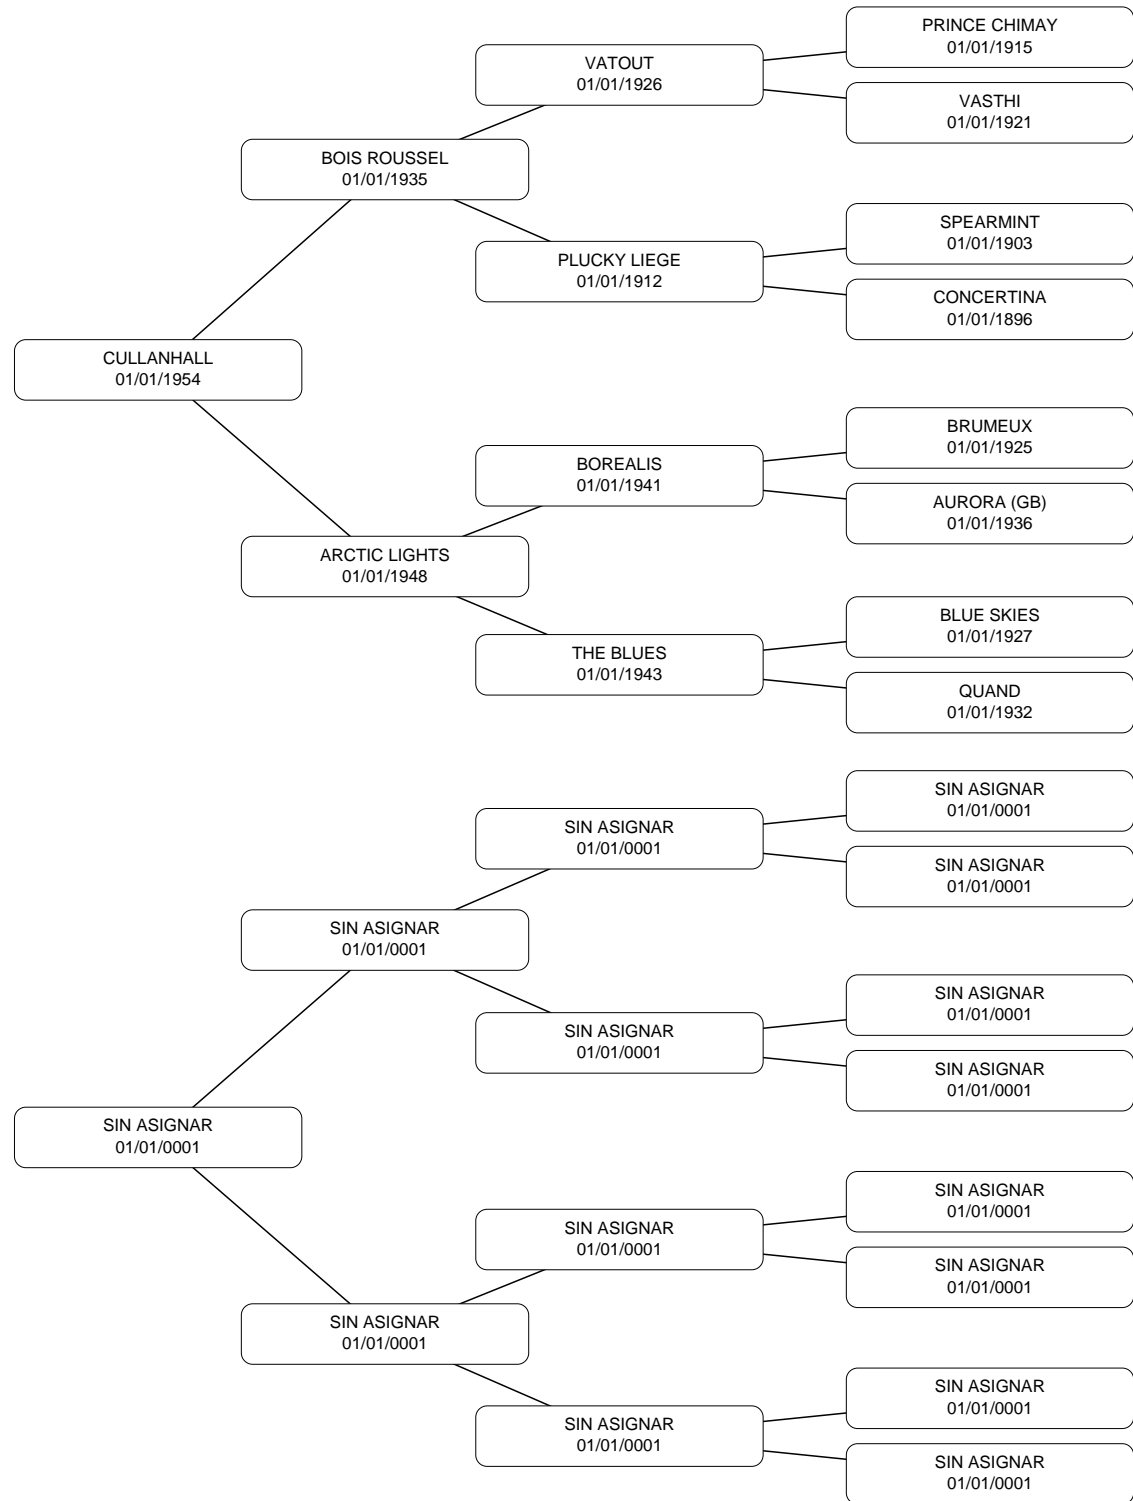 PRINCE CHIMAY
01/01/1915
VATOUT
01/01/1926
VASTHI
01/01/1921
BOIS ROUSSEL
01/01/1935
SPEARMINT
01/01/1903
PLUCKY LIEGE
01/01/1912
CONCERTINA
01/01/1896
CULLANHALL
01/01/1954
BRUMEUX
01/01/1925
BOREALIS
01/01/1941
AURORA (GB)
01/01/1936
ARCTIC LIGHTS
01/01/1948
BLUE SKIES
01/01/1927
THE BLUES
01/01/1943
QUAND
01/01/1932
SIN ASIGNAR
01/01/0001
SIN ASIGNAR
01/01/0001
SIN ASIGNAR
01/01/0001
SIN ASIGNAR
01/01/0001
SIN ASIGNAR
01/01/0001
SIN ASIGNAR
01/01/0001
SIN ASIGNAR
01/01/0001
SIN ASIGNAR
01/01/0001
SIN ASIGNAR
01/01/0001
SIN ASIGNAR
01/01/0001
SIN ASIGNAR
01/01/0001
SIN ASIGNAR
01/01/0001
SIN ASIGNAR
01/01/0001
SIN ASIGNAR
01/01/0001
SIN ASIGNAR
01/01/0001